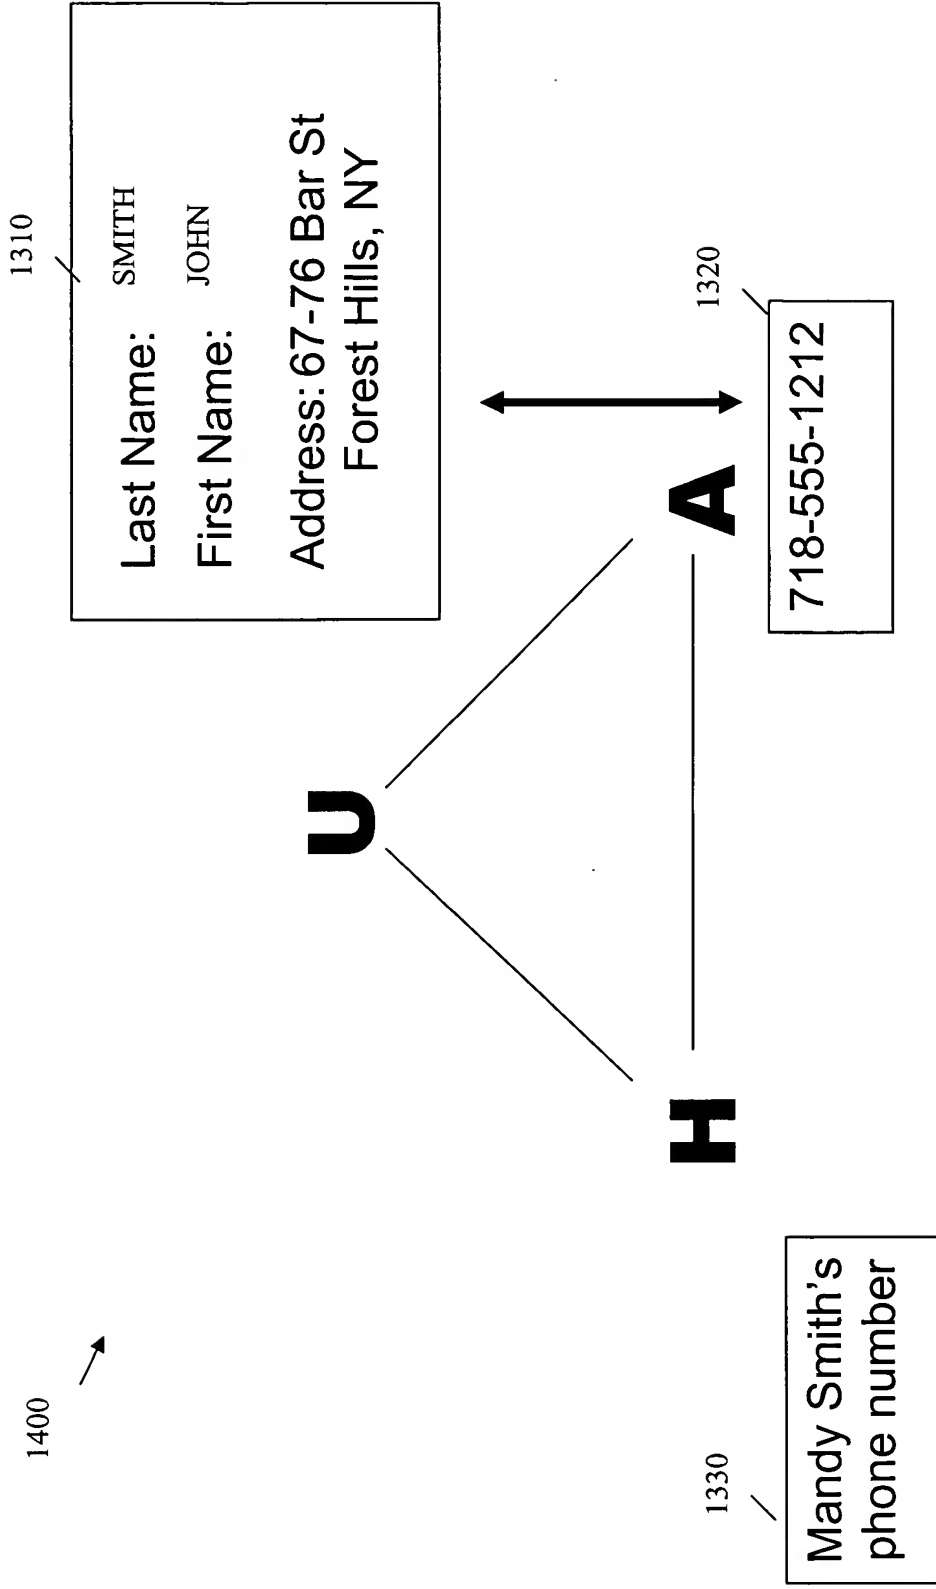 1400
1310
Last Name: SMITH
First Name: JOHN
Address: 67-76 Bar St
Forest Hills, NY
U
H
A
1330
Mandy Smith's
phone number
1320
718-555-1212